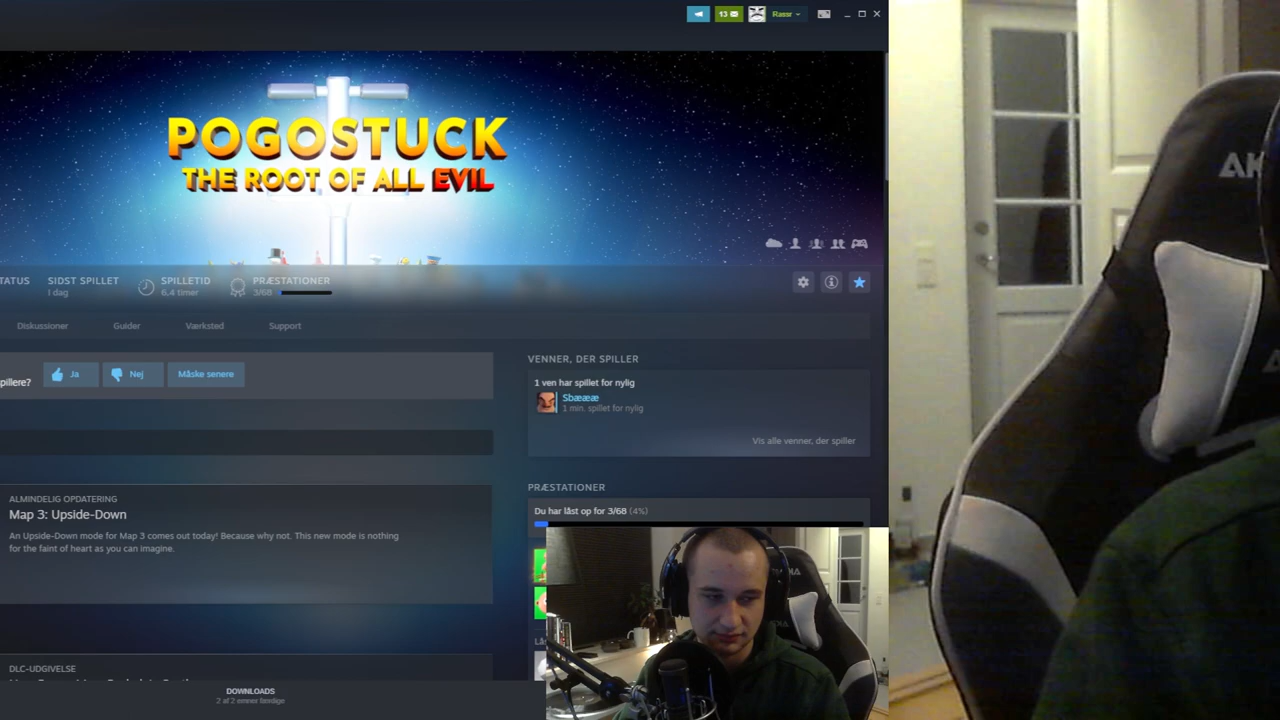 13
Rassr
POGOSTUCK
THE ROOT OF ALL EVIL
TATUS
SIDST SPILLET
I dag
SPILLETID
6,4 timer
PRÆSTATIONER
3/68
Diskussioner
Guider
Værksted
Support
pillere?
Ja
Nej
Måske senere
VENNER, DER SPILLER
1 ven har spillet for nylig
Sbæææ
1 min. spillet for nylig
Vis alle venner, der spiller
ALMINDELIG OPDATERING
Map 3: Upside-Down
An Upside-Down mode for Map 3 comes out today! Because why not. This new mode is nothing
for the faint of heart as you can imagine.
PRÆSTATIONER
Du har låst op for 3/68 (4%)
DLC-UDGIVELSE
DOWNLOADS
2 af 2 emner færdige
AK